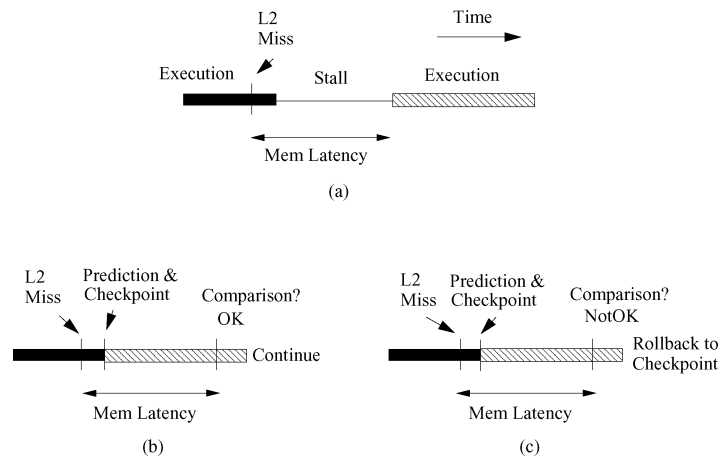 L2
Miss
Time
Execution
Stall
Execution
Mem Latency
(a)
L2
Miss
Prediction &
Checkpoint
Comparison?
OK
Continue
Mem Latency
(b)
L2
Miss
Prediction &
Checkpoint
Comparison?
NotOK
Rollback to
Checkpoint
Mem Latency
(c)